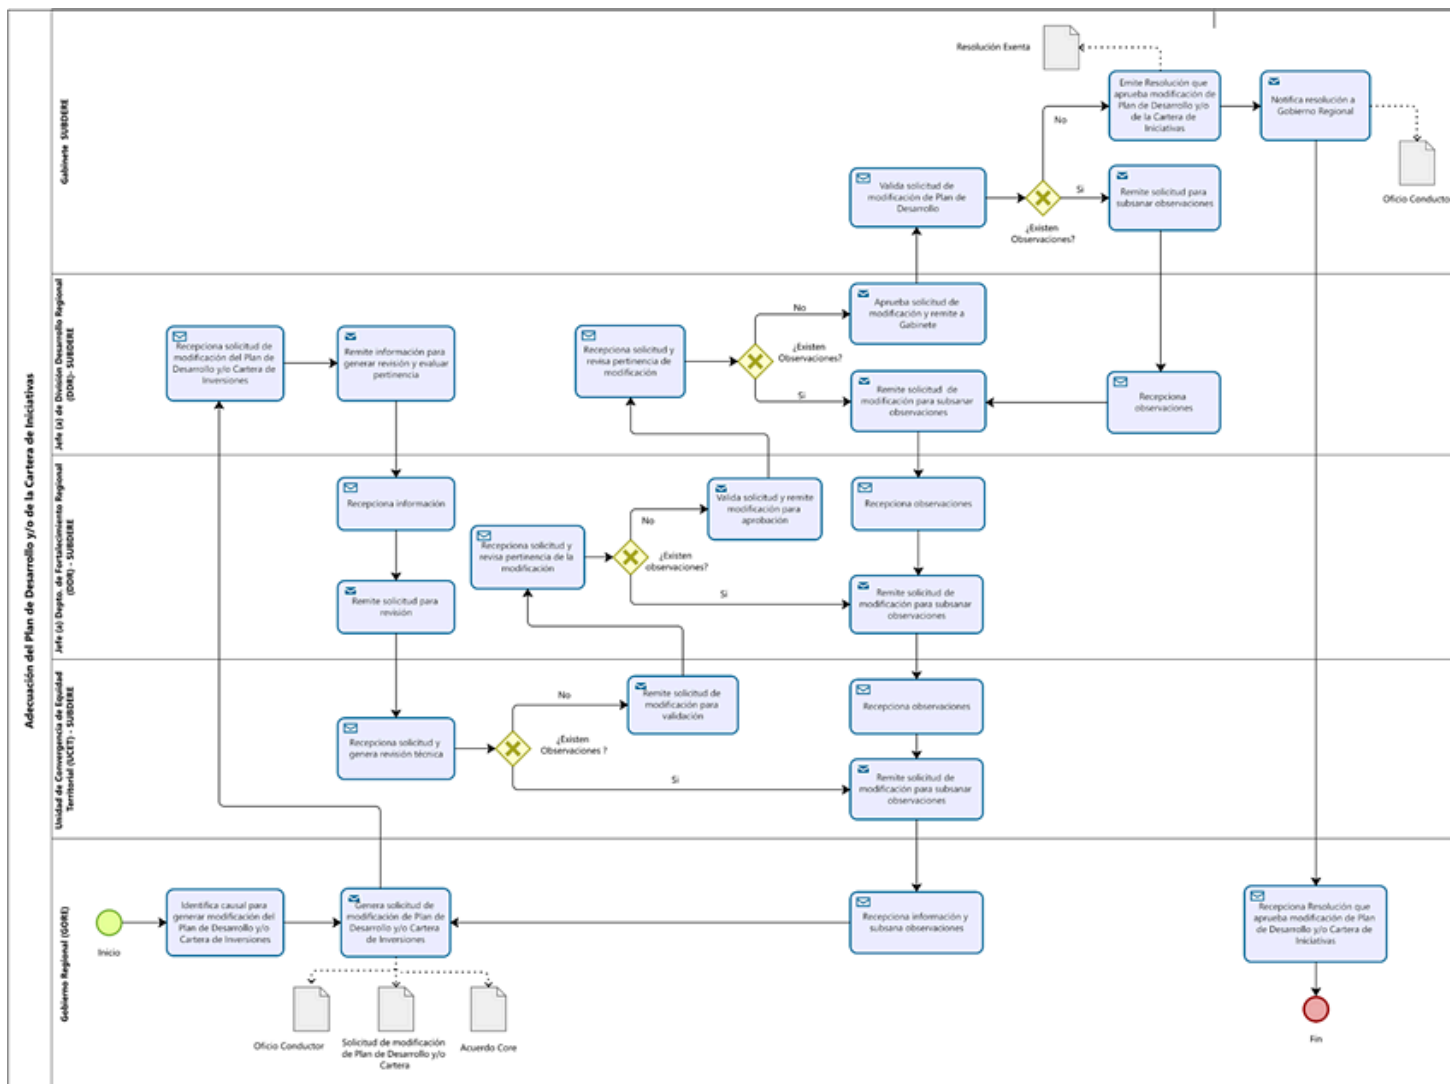 Adecuación del Plan de Desarrollo y/o de la Cartera de Iniciativas
Gabinete SUBDERE
Resolución Exenta
Emite Resolución que
aprueba modificación de
Plan de Desarrollo y/o
de la Cartera de
Iniciativas
Notifica resolución a
Gobierno Regional
Oficio Conductor
No
Valida solicitud de
modificación de Plan de
Desarrollo
Si
¿Existen
Observaciones?
Remite solicitud para
subsanar observaciones
Jefe (a) de División Desarrollo Regional
(DDR)- SUBDERE
Recepciona solicitud de
modificación del Plan de
Desarrollo y/o Cartera de
Inversiones
Remite información para
generar revisión y evaluar
pertinencia
Recepciona solicitud y
revisa pertinencia de
modificación
No
¿Existen
Observaciones?
Si
Aprueba solicitud de
modificación y remite a
Gabinete
Remite solicitud de
modificación para subsanar
observaciones
Recepciona
observaciones
Jefe (a) Depto. de Fortalecimiento Regional
(DDR) - SUBDERE
Recepciona información
Remite solicitud para
revisión
Recepciona solicitud y
revisa pertinencia de la
modificación
No
¿Existen
observaciones?
Si
Valida solicitud y remite
modificación para
aprobación
Recepciona observaciones
Remite solicitud de
modificación para subsanar
observaciones
Unidad de Convergencia de Equidad
Territorial (UCET) - SUBDERE
Recepciona solicitud y
genera revisión técnica
No
¿Existen
Observaciones ?
Si
Remite solicitud de
modificación para
validación
Recepciona observaciones
Remite solicitud de
modificación para subsanar
observaciones
Gobierno Regional (GORE)
Inicio
Identifica causal para
generar modificación del
Plan de Desarrollo y/o
Cartera de Inversiones
Genera solicitud de
modificación de Plan de
Desarrollo y/o Cartera
de Inversiones
Oficio Conductor
Solicitud de modificación
de Plan de Desarrollo y/o
Cartera
Acuerdo Core
Recepciona información y
subsana observaciones
Recepciona Resolución que
aprueba modificación de Plan
de Desarrollo y/o Cartera de
Iniciativas
Fin